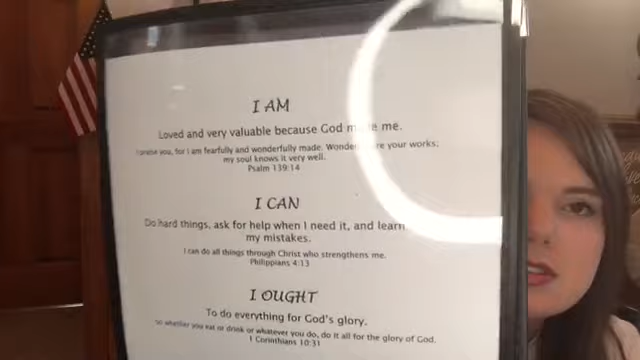 I AM
Loved and very valuable because God me.
praise you, for I am fearfully and wonderfully made. your works;
my soul knows it very well.
Psalm 139:14
I CAN
Do hard things, ask for help when I need it, and learn
my mistakes.
I can do all things through Christ who strengthens me.
Philippians 4:13
I OUGHT
To do everything for God's glory.
So whether you eat or drink or whatever you do, do it all for the glory of God.
1 Corinthians 10:31